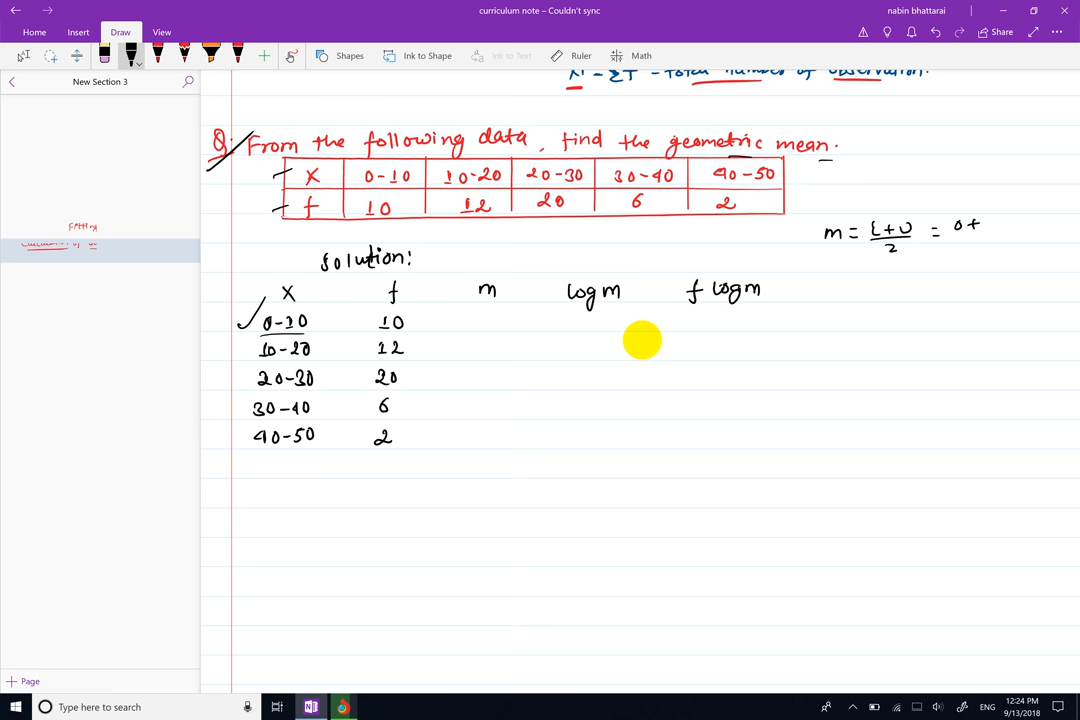 curriculum note – Couldn't sync
nabin bhattarai
Home Insert Draw View
Share
Shapes Ink to Shape Ink to Text Ruler Math
New Section 3
= Total number of observation.
Q: From the following data, find the geometric mean.
X 0-10 10-20 20-30 30-40 40-50
f 10 12 20 6 2
m = L+U/2 = 0+
Solution:
X f m log m f log m
0-10 10
10-20 12
20-30 20
30-40 6
40-50 2
Page
Type here to search
ENG
12:24 PM
9/13/2018